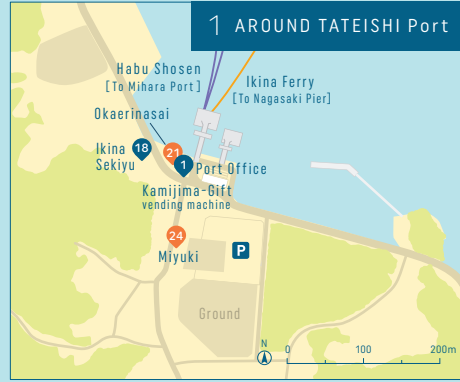 1 AROUND TATEISHI Port
Habu Shosen
[To Mihara Port]
Ikina Ferry
[To Nagasaki Pier]
Okaerinasai
Ikina
Sekiyu
18
21
1
Port Office
Kamijima-Gift
vending machine
24
Miyuki
P
Ground
N
0 100 200m